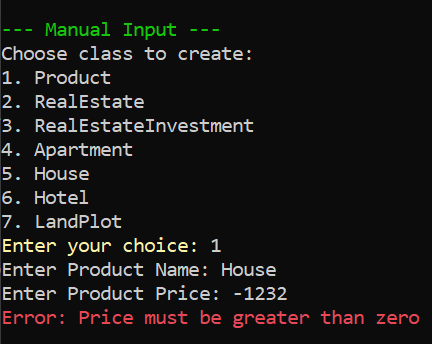 --- Manual Input ---
Choose class to create:
1. Product
2. RealEstate
3. RealEstateInvestment
4. Apartment
5. House
6. Hotel
7. LandPlot
Enter your choice: 1
Enter Product Name: House
Enter Product Price: -1232
Error: Price must be greater than zero